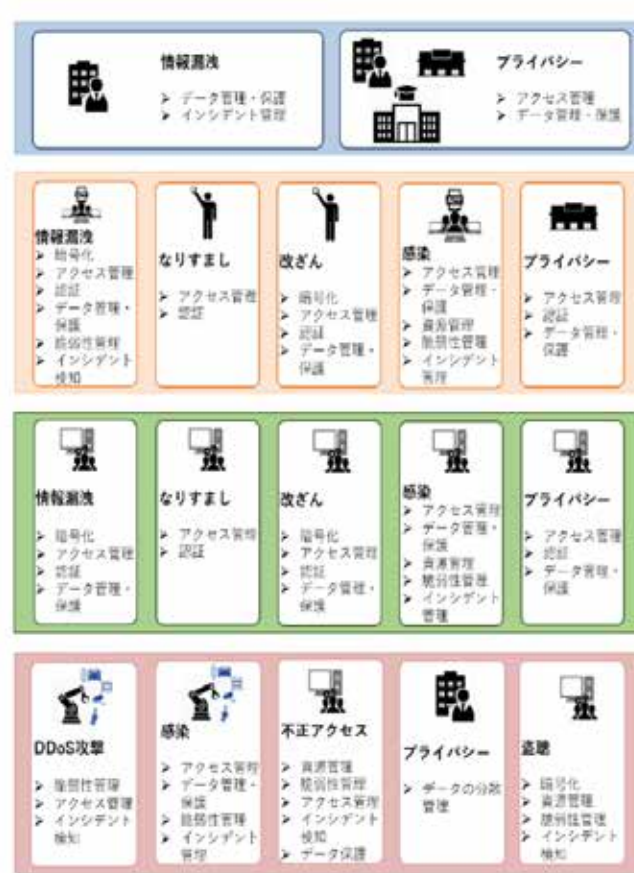 情報漏洩
➢ データ管理・保護
➢ インシデント管理
プライバシー
➢ アクセス管理
➢ データ管理・保護
情報漏洩
➢ 暗号化
➢ アクセス管理
➢ 認証
➢ データ管理・
保護
➢ 脆弱性管理
➢ インシデント
検知
なりすまし
➢ アクセス管理
➢ 認証
改ざん
➢ 暗号化
➢ アクセス管理
➢ 認証
➢ データ管理・
保護
感染
➢ アクセス管理
➢ データ管理・
保護
➢ 資源管理
➢ 脆弱性管理
➢ インシデント
管理
プライバシー
➢ アクセス管理
➢ 認証
➢ データ管理・
保護
情報漏洩
➢ 暗号化
➢ アクセス管理
➢ 認証
➢ データ管理・
保護
なりすまし
➢ アクセス管理
➢ 認証
改ざん
➢ 暗号化
➢ アクセス管理
➢ 認証
➢ データ管理・
保護
感染
➢ アクセス管理
➢ データ管理・
保護
➢ 資源管理
➢ 脆弱性管理
➢ インシデント
管理
プライバシー
➢ アクセス管理
➢ 認証
➢ データ管理・
保護
DDoS攻撃
➢ 脆弱性管理
➢ アクセス管理
➢ インシデント
検知
感染
➢ アクセス管理
➢ データ管理・
保護
➢ 脆弱性管理
➢ インシデント
管理
不正アクセス
➢ 資源管理
➢ 脆弱性管理
➢ アクセス管理
➢ インシデント
検知
➢ データ保護
プライバシー
➢ データの分散
管理
盗聴
➢ 暗号化
➢ 資源管理
➢ 脆弱性管理
➢ インシデント
検知